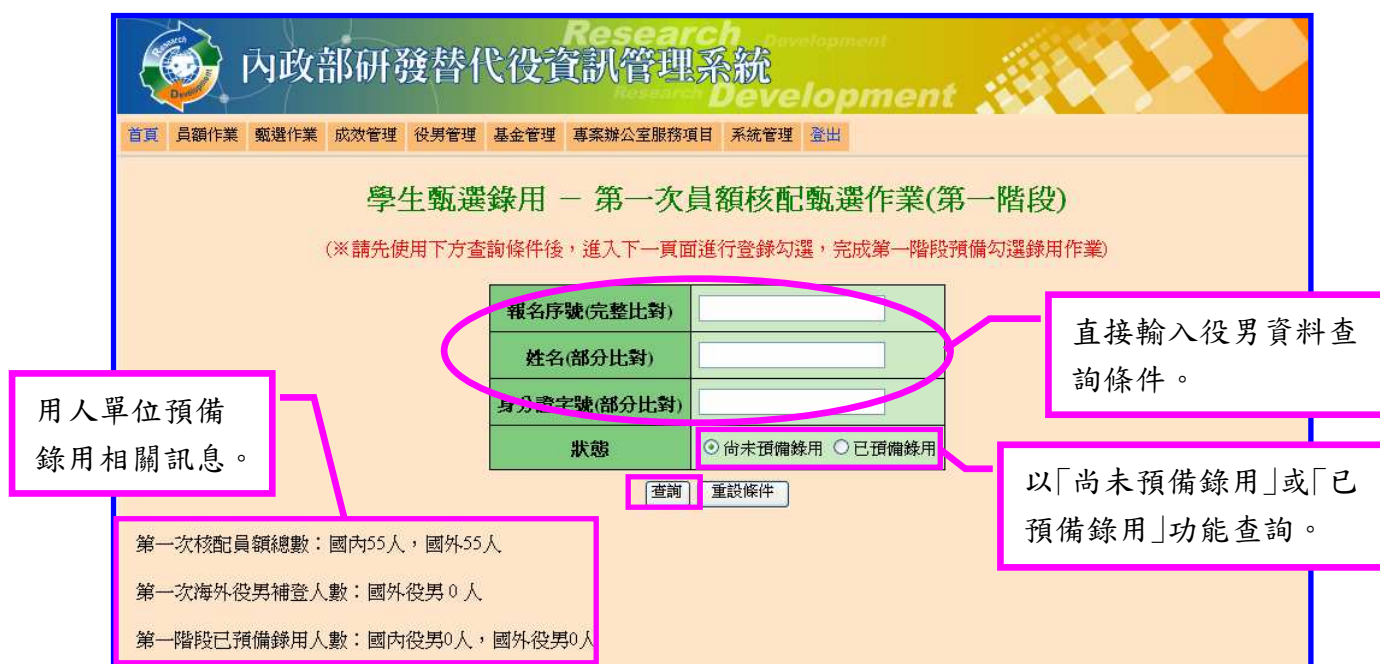 Research Development
內政部研發替代役資訊管理系統
Research Development
Research
Development
首頁 員額作業 甄選作業 成效管理 役男管理 基金管理 專案辦公室服務項目 系統管理 登出
學生甄選錄用 － 第一次員額核配甄選作業(第一階段)
(※請先使用下方查詢條件後，進入下一頁面進行登錄勾選，完成第一階段預備勾選錄用作業)
報名序號(完整比對)
姓名(部分比對)
身分證字號(部分比對)
狀態 尚未預備錄用 已預備錄用
查詢 重設條件
直接輸入役男資料查
詢條件。
用人單位預備
錄用相關訊息。
以「尚未預備錄用」或「已
預備錄用」功能查詢。
第一次核配員額總數：國內55人，國外55人
第一次海外役男補登人數：國外役男 0 人
第一階段已預備錄用人數：國內役男0人，國外役男0人